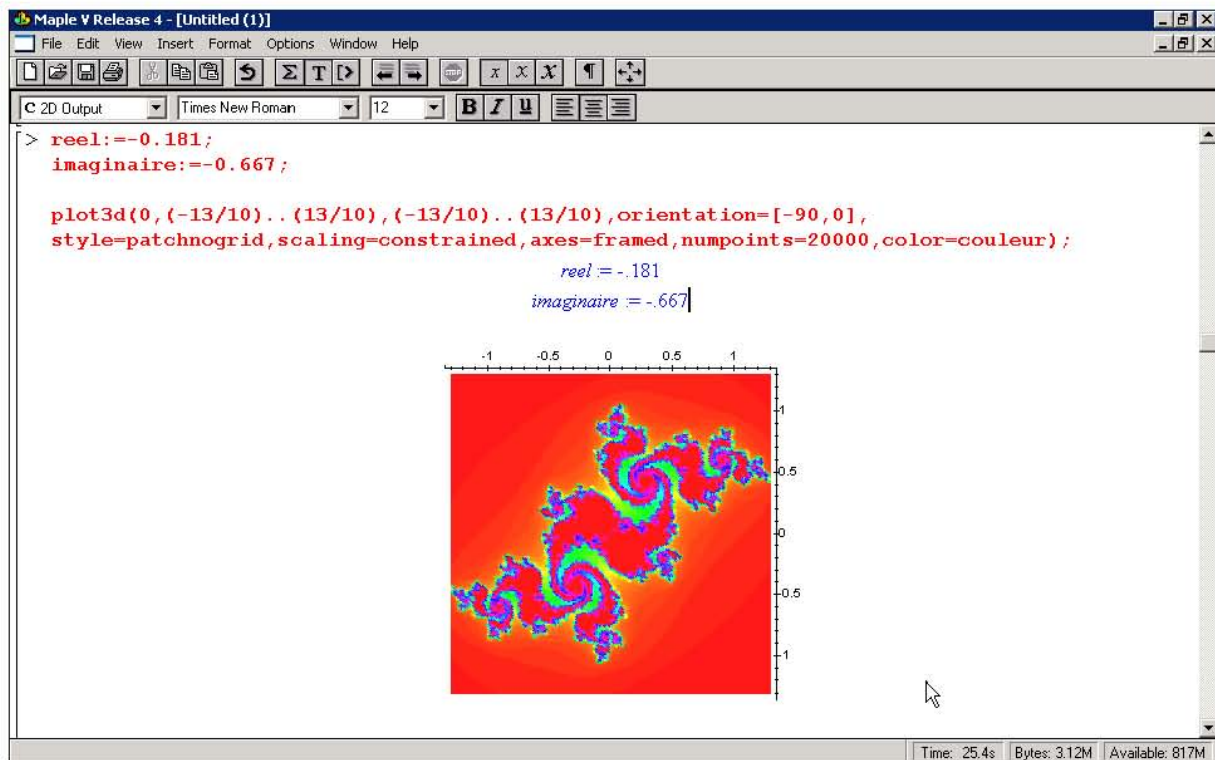 Maple V Release 4 - [Untitled (1)]
File Edit View Insert Format Options Window Help
Σ T [> STOP x x x ¶
C 2D Output Times New Roman 12 B I u
> reel:=-0.181;
imaginaire:=-0.667;
plot3d(0,(-13/10)..(13/10),(-13/10)..(13/10),orientation=[-90,0],
style=patchnogrid,scaling=constrained,axes=framed,numpoints=20000,color=couleur);
reel := -.181
imaginaire := -.667
-1 -0.5 0 0.5 1
1
0.5
0
-0.5
-1
Time: 25.4s Bytes: 3.12M Available: 817M